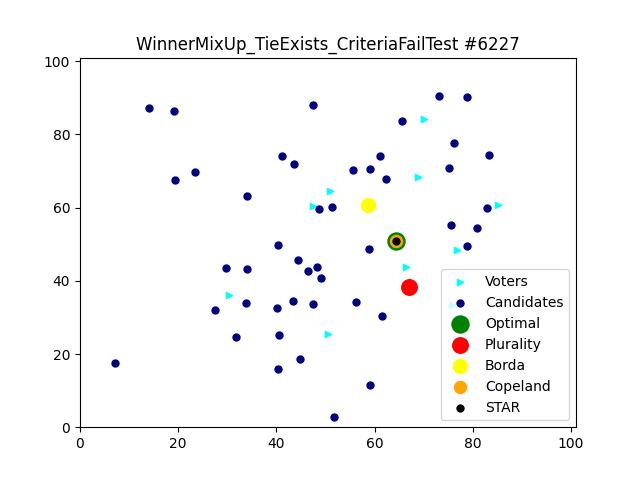 WinnerMixUp_TieExists_CriteriaFailTest #6227
100
80
60
40
20
0
0
20
40
60
80
100
Voters
Candidates
Optimal
Plurality
Borda
Copeland
STAR